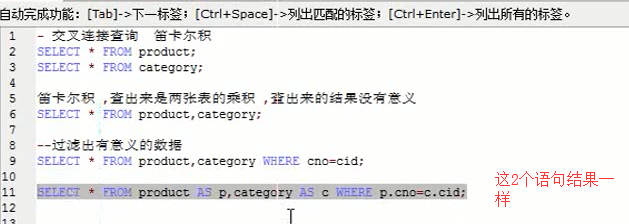 自动完成功能：[Tab]->下一标签；[Ctrl+Space]->列出匹配的标签；[Ctrl+Enter]->列出所有的标签。
1 - 交叉连接查询 笛卡尔积
2 SELECT * FROM product;
3 SELECT * FROM category;
4
5 笛卡尔积 ,查出来是两张表的乘积 ,查出来的结果没有意义
6 SELECT * FROM product,category;
7
8 --过滤出有意义的数据
9 SELECT * FROM product,category WHERE cno=cid;
10
11 SELECT * FROM product AS p,category AS c WHERE p.cno=c.cid;
12
这2个语句结果一
样